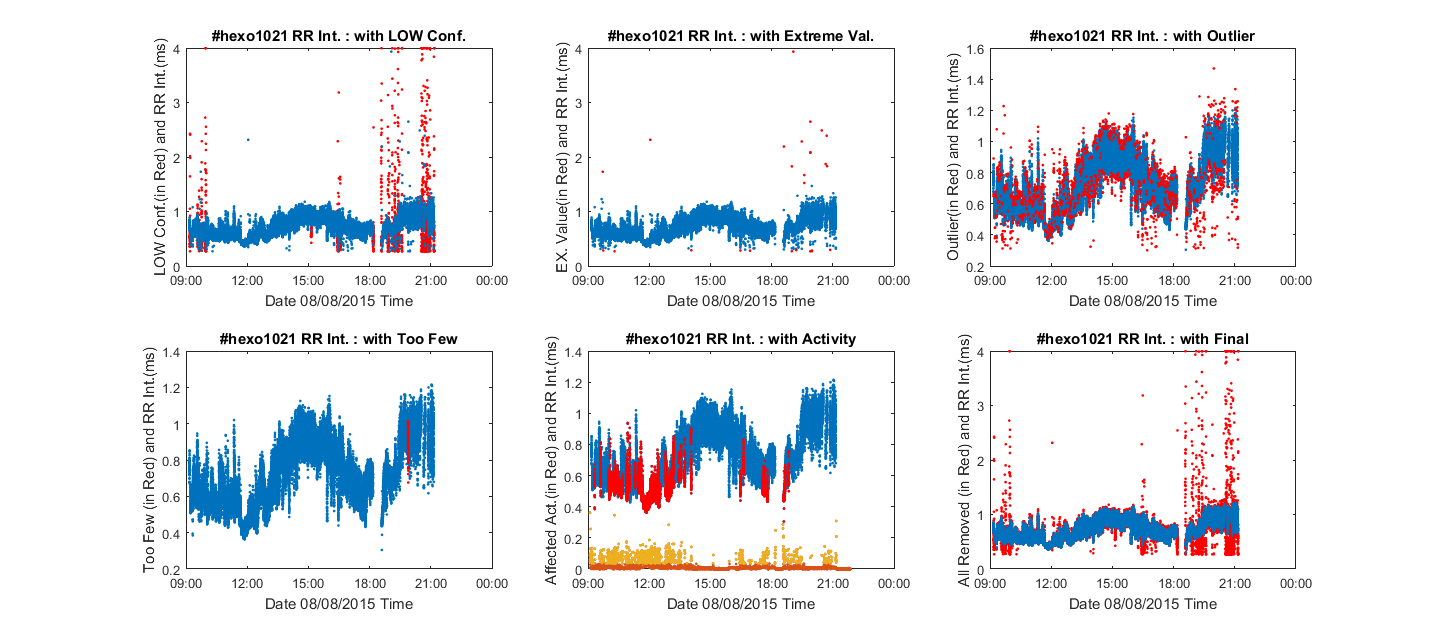 #hexo1021 RR Int. : with LOW Conf.
LOW Conf.(in Red) and RR Int.(ms)
4
3
2
1
0
09:00 12:00 15:00 18:00 21:00 00:00
Date 08/08/2015 Time
#hexo1021 RR Int. : with Extreme Val.
EX. Value(in Red) and RR Int.(ms)
4
3
2
1
0
09:00 12:00 15:00 18:00 21:00 00:00
Date 08/08/2015 Time
#hexo1021 RR Int. : with Outlier
Outlier(in Red) and RR Int.(ms)
1.6
1.4
1.2
1
0.8
0.6
0.4
0.2
09:00 12:00 15:00 18:00 21:00 00:00
Date 08/08/2015 Time
#hexo1021 RR Int. : with Too Few
Too Few (in Red) and RR Int.(ms)
1.4
1.2
1
0.8
0.6
0.4
0.2
09:00 12:00 15:00 18:00 21:00 00:00
Date 08/08/2015 Time
#hexo1021 RR Int. : with Activity
Affected Act.(in Red) and RR Int.(ms)
1.4
1.2
1
0.8
0.6
0.4
0.2
0
09:00 12:00 15:00 18:00 21:00 00:00
Date 08/08/2015 Time
#hexo1021 RR Int. : with Final
All Removed (in Red) and RR Int.(ms)
4
3
2
1
0
09:00 12:00 15:00 18:00 21:00 00:00
Date 08/08/2015 Time